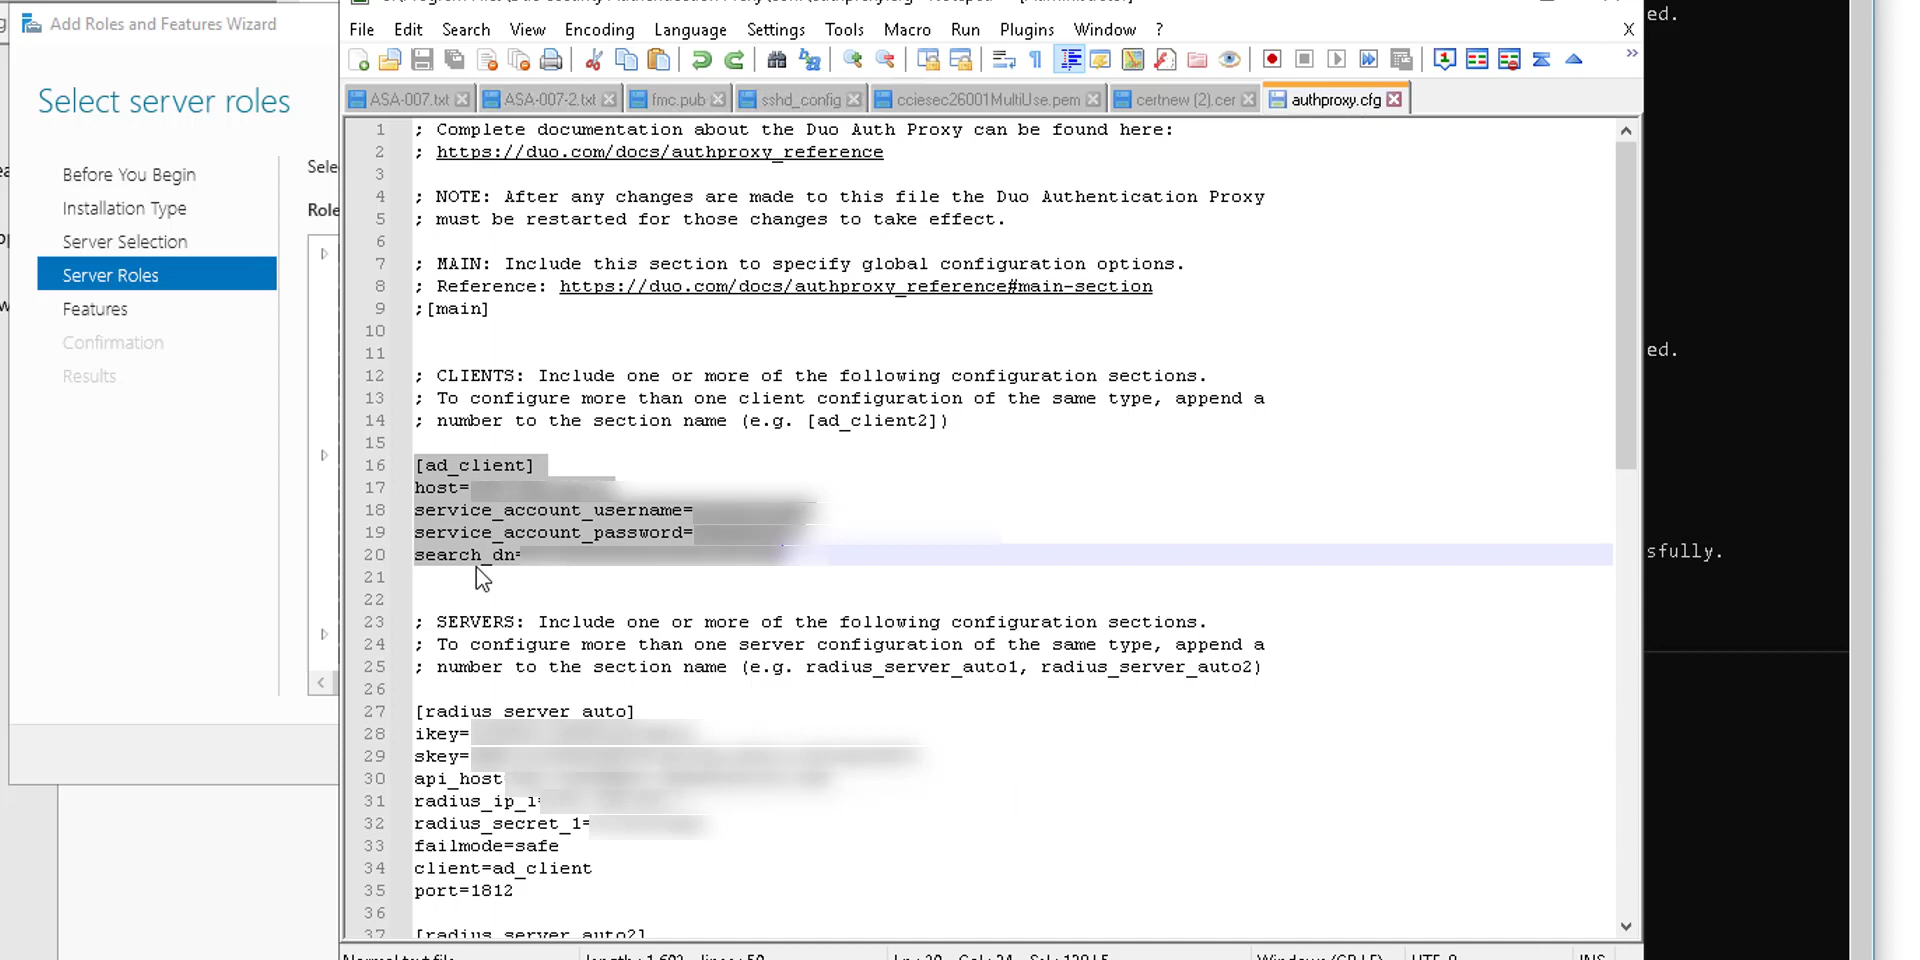 Add Roles and Features Wizard
Select server roles
Before You Begin
Installation Type
Server Selection
Server Roles
Features
Confirmation
Results
Sele
Role
File Edit Search View Encoding Language Settings Tools Macro Run Plugins Window ? X
ASA-007.txt ASA-007-2.txt fmc.pub sshd_config cciesec26001MultiUse.pem certnew (2).cer authproxy.cfg
1 ; Complete documentation about the Duo Auth Proxy can be found here:
2 ; https://duo.com/docs/authproxy_reference
3
4 ; NOTE: After any changes are made to this file the Duo Authentication Proxy
5 ; must be restarted for those changes to take effect.
6
7 ; MAIN: Include this section to specify global configuration options.
8 ; Reference: https://duo.com/docs/authproxy_reference#main-section
9 ;[main]
10
11
12 ; CLIENTS: Include one or more of the following configuration sections.
13 ; To configure more than one client configuration of the same type, append a
14 ; number to the section name (e.g. [ad_client2])
15
16 [ad_client]
17 host=
18 service_account_username=
19 service_account_password=
20 search_dn=
21
22
23 ; SERVERS: Include one or more of the following configuration sections.
24 ; To configure more than one server configuration of the same type, append a
25 ; number to the section name (e.g. radius_server_auto1, radius_server_auto2)
26
27 [radius_server_auto]
28 ikey=
29 skey=
30 api_host
31 radius_ip_1=
32 radius_secret_1=
33 failmode=safe
34 client=ad_client
35 port=1812
36
37 [radius_server_auto2]
ed.
ed.
sfully.